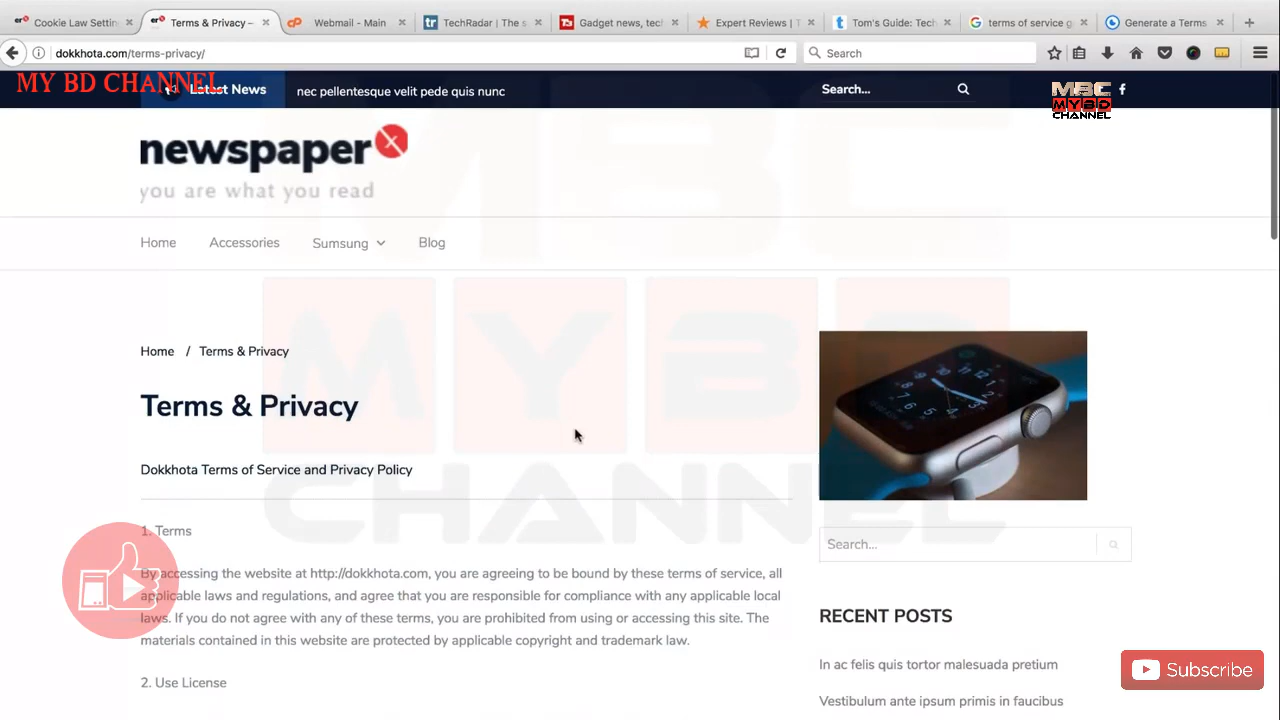 Cookie Law Setting
Terms & Privacy –
Webmail - Main
TechRadar | The s
Gadget news, tec
Expert Reviews | T
Tom's Guide: Tec
terms of service g
Generate a Terms
dokkhota.com/terms-privacy/
Search
MY BD CHANNEL
Latest News
nec pellentesque velit pede quis nunc
Search...
MBC
MYBD
CHANNEL
newspaper X
you are what you read
Home
Accessories
Sumsung
Blog
MBC
MYBD
CHANNEL
Home / Terms & Privacy
Terms & Privacy
Dokkhota Terms of Service and Privacy Policy
1. Terms
By accessing the website at http://dokkhota.com, you are agreeing to be bound by these terms of service, all
applicable laws and regulations, and agree that you are responsible for compliance with any applicable local
laws. If you do not agree with any of these terms, you are prohibited from using or accessing this site. The
materials contained in this website are protected by applicable copyright and trademark law.
2. Use License
Search...
RECENT POSTS
In ac felis quis tortor malesuada pretium
Vestibulum ante ipsum primis in faucibus
Subscribe